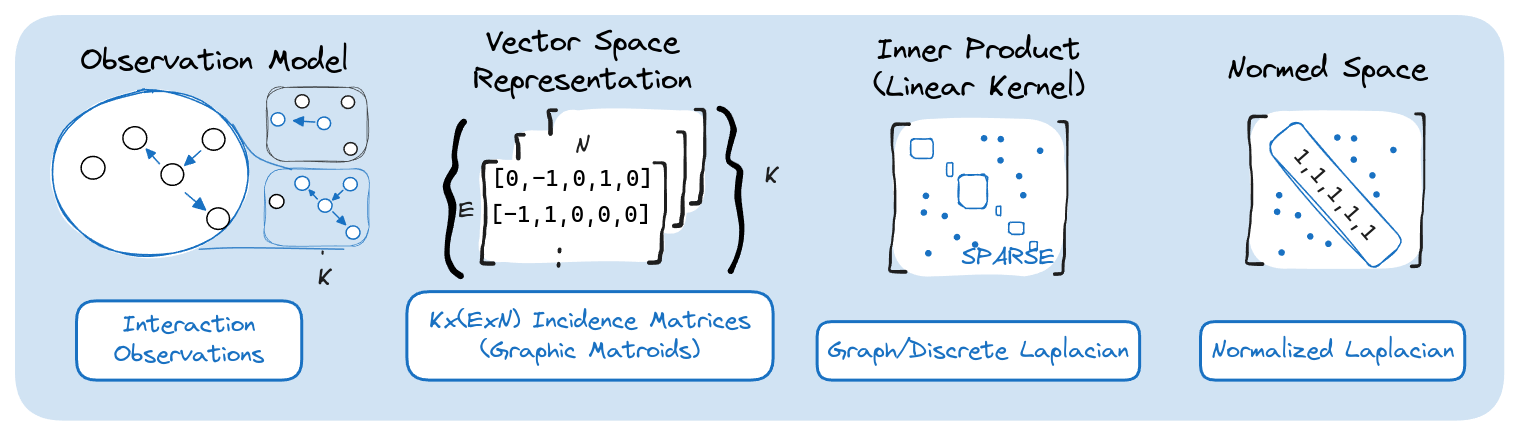 Observation Model
K
Interaction
Observations
Vector Space
Representation
N
E
[0,-1,0,1,0]
[-1,1,0,0,0]
:
K
Kx(ExN) Incidence Matrices
(Graphic Matroids)
Inner Product
(Linear Kernel)
SPARSE
Graph/Discrete Laplacian
Normed Space
1,1,1,1,1
Normalized Laplacian